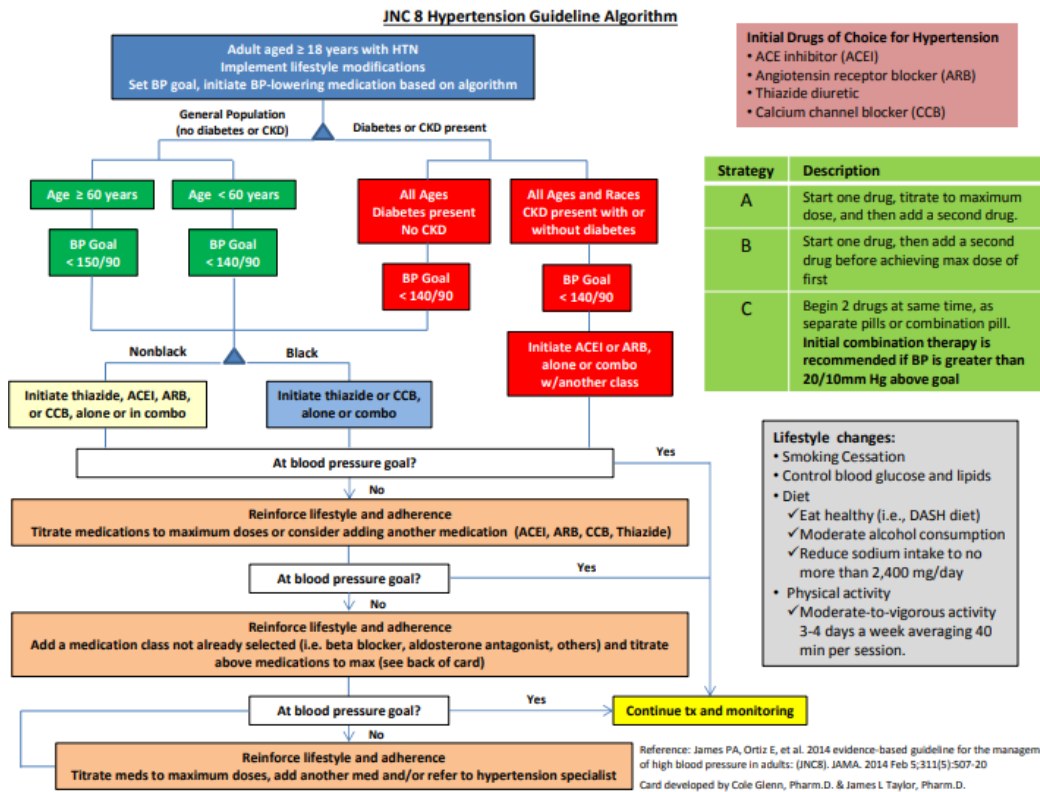 JNC 8 Hypertension Guideline Algorithm
Adult aged ≥ 18 years with HTN
Implement lifestyle modifications
Set BP goal, initiate BP-lowering medication based on algorithm
General Population
(no diabetes or CKD)
Diabetes or CKD present
Age ≥ 60 years
Age < 60 years
All Ages
Diabetes present
No CKD
All Ages and Races
CKD present with or
without diabetes
BP Goal
< 150/90
BP Goal
< 140/90
BP Goal
< 140/90
BP Goal
< 140/90
Nonblack
Black
Initiate thiazide, ACEI, ARB,
or CCB, alone or in combo
Initiate thiazide or CCB,
alone or combo
Initiate ACEI or ARB,
alone or combo
w/another class
At blood pressure goal?
Yes
No
Reinforce lifestyle and adherence
Titrate medications to maximum doses or consider adding another medication (ACEI, ARB, CCB, Thiazide)
At blood pressure goal?
Yes
No
Reinforce lifestyle and adherence
Add a medication class not already selected (i.e. beta blocker, aldosterone antagonist, others) and titrate
above medications to max (see back of card)
At blood pressure goal?
Yes
Continue tx and monitoring
No
Reinforce lifestyle and adherence
Titrate meds to maximum doses, add another med and/or refer to hypertension specialist
Initial Drugs of Choice for Hypertension
• ACE inhibitor (ACEI)
• Angiotensin receptor blocker (ARB)
• Thiazide diuretic
• Calcium channel blocker (CCB)
Strategy Description
A Start one drug, titrate to maximum
dose, and then add a second drug.
B Start one drug, then add a second
drug before achieving max dose of
first
C Begin 2 drugs at same time, as
separate pills or combination pill.
Initial combination therapy is
recommended if BP is greater than
20/10mm Hg above goal
Lifestyle changes:
• Smoking Cessation
• Control blood glucose and lipids
• Diet
✓Eat healthy (i.e., DASH diet)
✓Moderate alcohol consumption
✓Reduce sodium intake to no
more than 2,400 mg/day
• Physical activity
✓Moderate-to-vigorous activity
3-4 days a week averaging 40
min per session.
Reference: James PA, Ortiz E, et al. 2014 evidence-based guideline for the managem
of high blood pressure in adults: (JNC8). JAMA. 2014 Feb 5;311(5):507-20
Card developed by Cole Glenn, Pharm.D. & James L Taylor, Pharm.D.